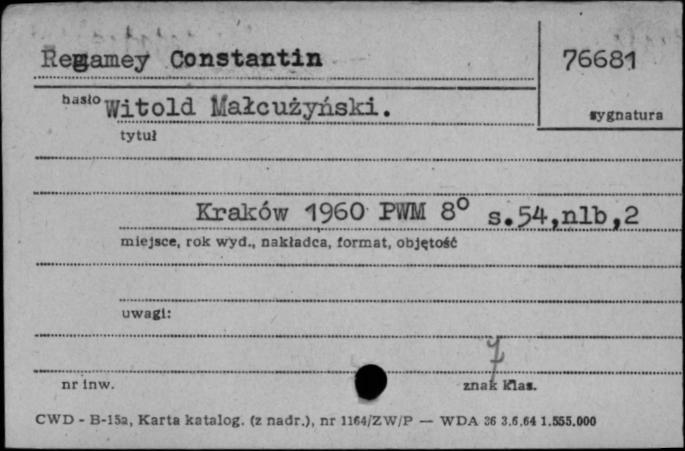 Regamey Constantin 76681
hasło Witold Małcużyński. sygnatura
tytuł
Kraków 1960 PWM 8° s.54,nlb,2
miejsce, rok wyd., nakładca, format, objętość
uwagi:
7
nr inw. znak klas.
CWD - B-15a, Karta katalog. (z nadr.), nr 1164/ZW/P — WDA 36 3.6.64 1.555.000